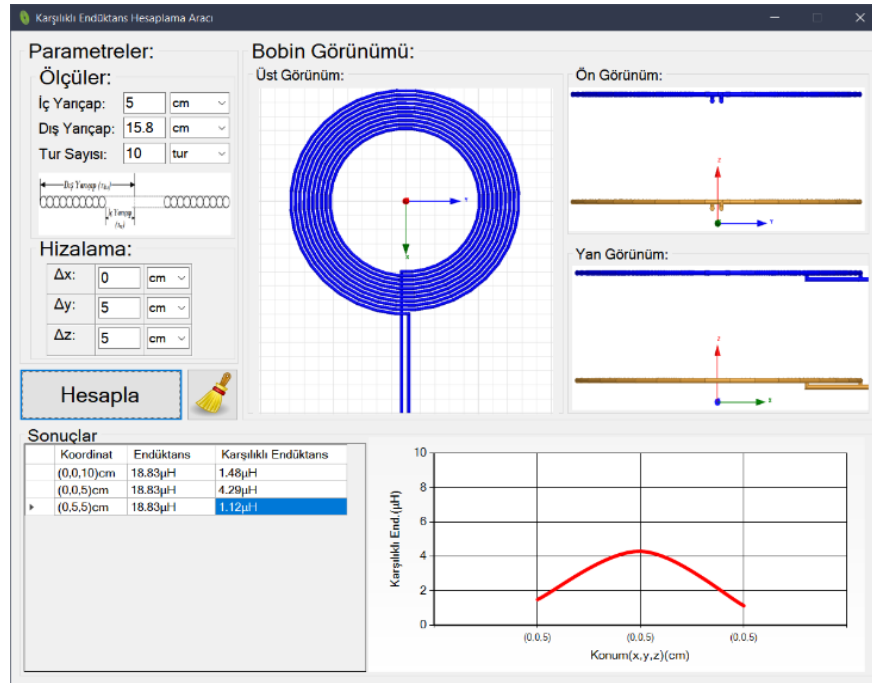 Karşılıklı Endüktans Hesaplama Aracı
Parametreler:
Ölçüler:
İç Yarıçap: 5 cm
Dış Yarıçap: 15.8 cm
Tur Sayısı: 10 tur
Dış Yarıçap
İç Yarıçap
Hizalama:
Δx: 0 cm
Δy: 5 cm
Δz: 5 cm
Hesapla
Bobin Görünümü:
Üst Görünüm:
Y
X
Ön Görünüm:
Z
Y
Yan Görünüm:
Z
X
Sonuçlar
Koordinat Endüktans Karşılıklı Endüktans
(0,0,10)cm 18.83µH 1.48µH
(0,0,5)cm 18.83µH 4.29µH
(0,5,5)cm 18.83µH 1.12µH
Karşılıklı End.(µH)
10
8
6
4
2
0
(0.0.5) (0.0.5) (0.0.5)
Konum(x,y,z)(cm)